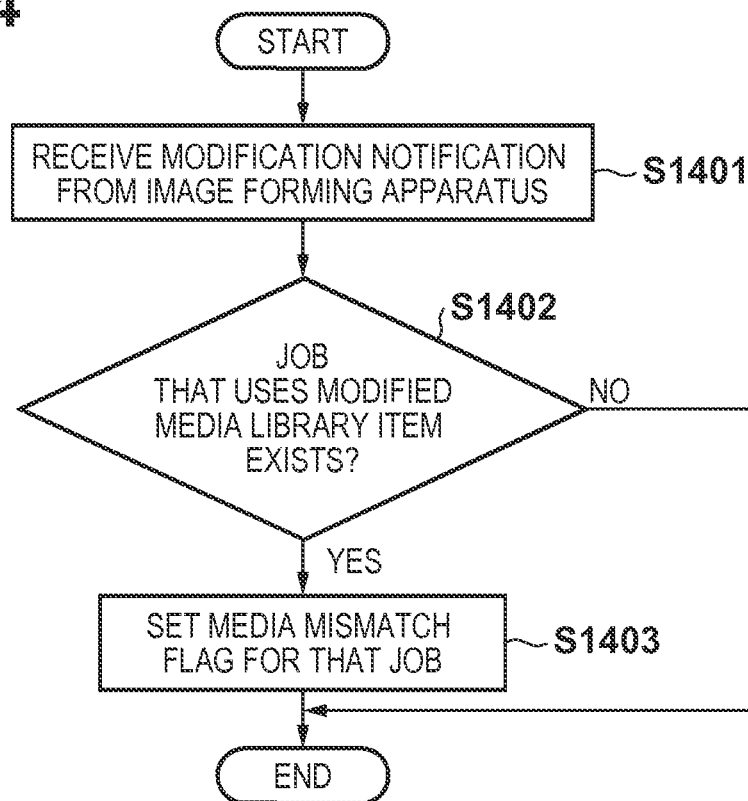 START
RECEIVE MODIFICATION NOTIFICATION
FROM IMAGE FORMING APPARATUS
S1401
S1402
JOB
THAT USES MODIFIED
MEDIA LIBRARY ITEM
EXISTS?
NO
YES
SET MEDIA MISMATCH
FLAG FOR THAT JOB
S1403
END